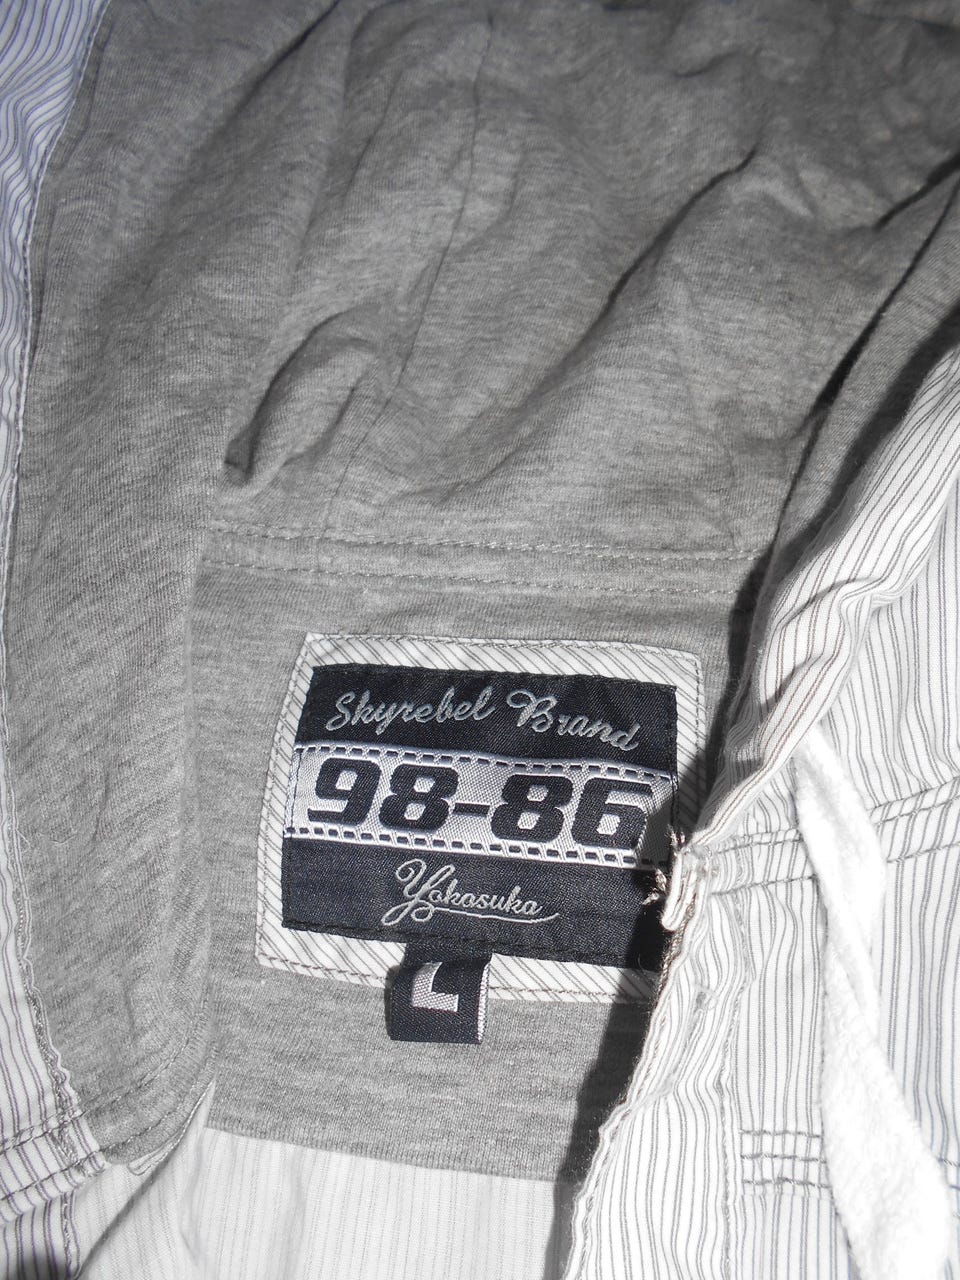 Skyrebel Brand
98-86
Yokosuka
L